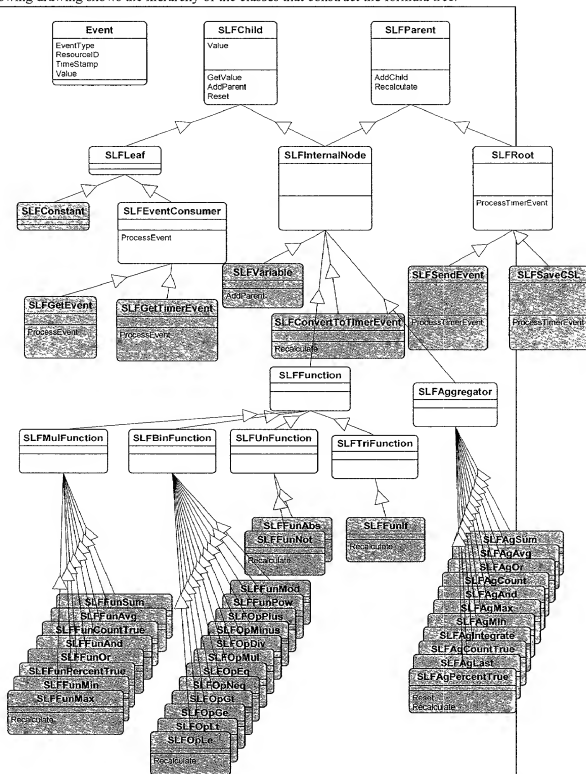 owing drawing shows the hierarchy of the classes that construct the formula tree:
Event
EventType
ResourceID
TimeStamp
Value
SLFChild
Value
GetValue
AddParent
Reset
SLFParent
AddChild
Recalculate
SLFLeaf
SLFInternalNode
SLFRoot
ProcessTimerEvent
SLFConstant
SLFEventConsumer
ProcessEvent
SLFVariable
AddParent
SLFSendEvent
ProcessTimerEvent
SLFSaveCSL
ProcessTimerEvent
SLFGetEvent
ProcessEvent
SLFGetTimerEvent
ProcessEvent
SLFConvertToTimerEvent
Recalculate
SLFFunction
SLFAggregator
SLFMulFunction
SLFBinFunction
SLFUnFunction
SLFTriFunction
SLFFunAbs
SLFFunNot
Recalculate
SLFFunIf
Recalculate
SLFFunSum
SLFFunAvg
SLFFunCountTrue
SLFFunAnd
SLFFunOr
SLFFunPercentTrue
SLFFunMin
SLFFunMax
Recalculate
SLFFunMod
SLFFunPow
SLFOpPlus
SLFOpMinus
SLFOpDiv
SLFOpMul
SLFOpEq
SLFOpNeq
SLFOpGt
SLFOpGe
SLFOpLt
SLFOpLe
Recalculate
SLFAgSum
SLFAgAvg
SLFAgOr
SLFAgCount
SLFAgAnd
SLFAgMax
SLFAgMin
SLFAgIntegrate
SLFAgCountTrue
SLFAgLast
SLFAgPercentTrue
Reset
Recalculate